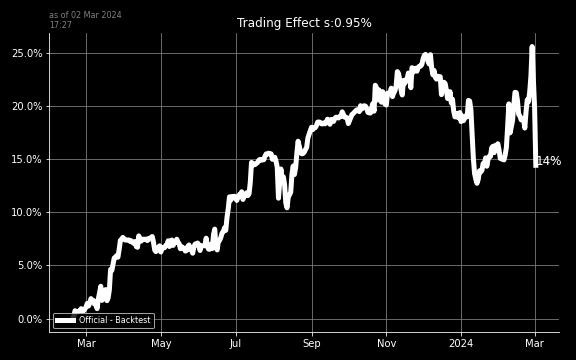 as of 02 Mar 2024
17:27
Trading Effect s:0.95%
25.0%
20.0%
15.0%
10.0%
5.0%
0.0%
14%
Official - Backtest
Mar May Jul Sep Nov 2024 Mar